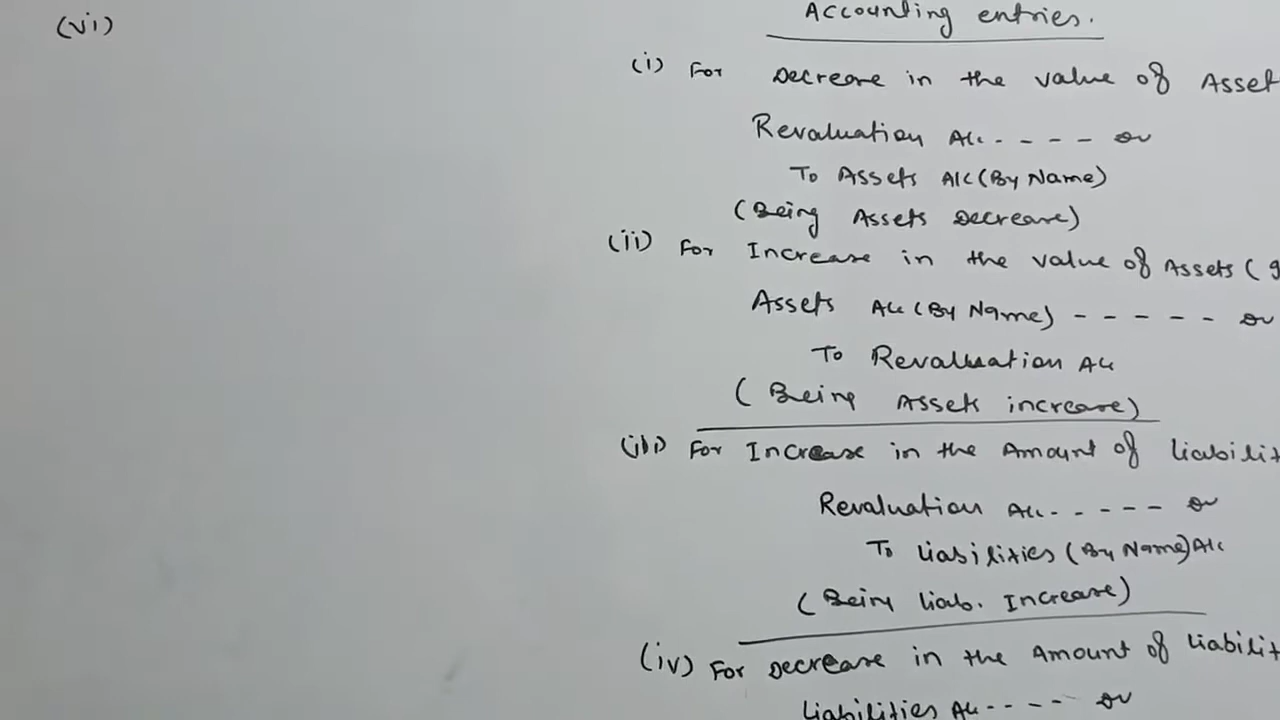 (vi)
Accounting entries.
(i) For Decrease in the value of Asset
Revaluation A/c - - - - Dr
To Assets A/c (By Name)
(Being Assets Decrease)
(ii) For Increase in the value of Assets (
Assets A/c (By Name) - - - - - Dr
To Revaluation A/c
(Being Assets increase)
(iii) For Increase in the Amount of liabilit
Revaluation A/c - - - - - Dr
To liabilities (By Name) A/c
(Being liab. Increase)
(iv) For Decrease in the Amount of liabilit
liabilities A/c - - - - Dr